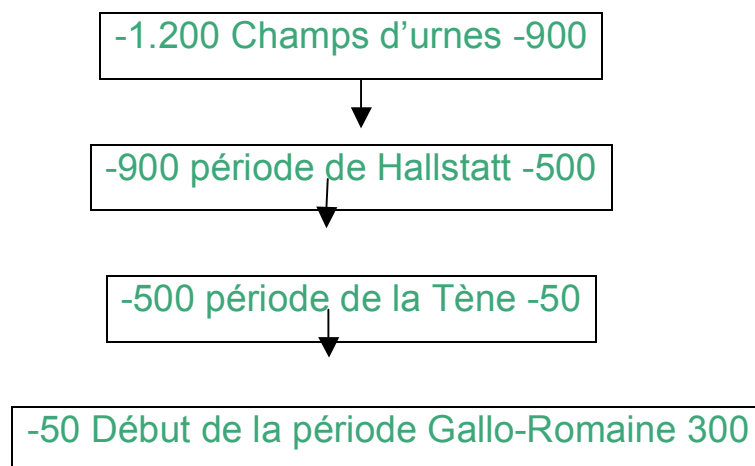 -1.200 Champs d’urnes -900
-900 période de Hallstatt -500
-500 période de la Tène -50
-50 Début de la période Gallo-Romaine 300